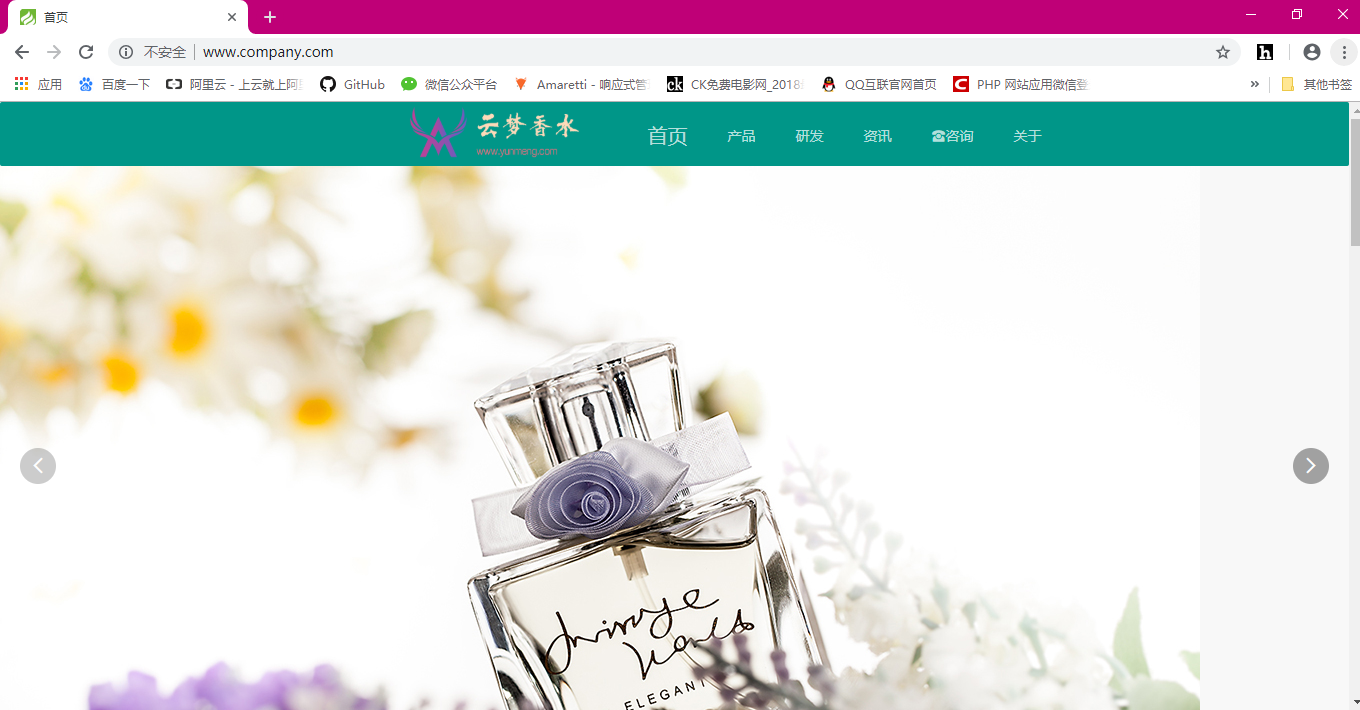 首页
不安全 www.company.com
应用 百度一下 阿里云 - 上云就上阿里 GitHub 微信公众平台 Amaretti - 响应式智 CK免费电影网_2018 QQ互联官网首页 PHP 网站应用微信登 » 其他书签
云梦香水
www.yunmeng.com
首页 产品 研发 资讯 ☎咨询 关于
ELEGANT